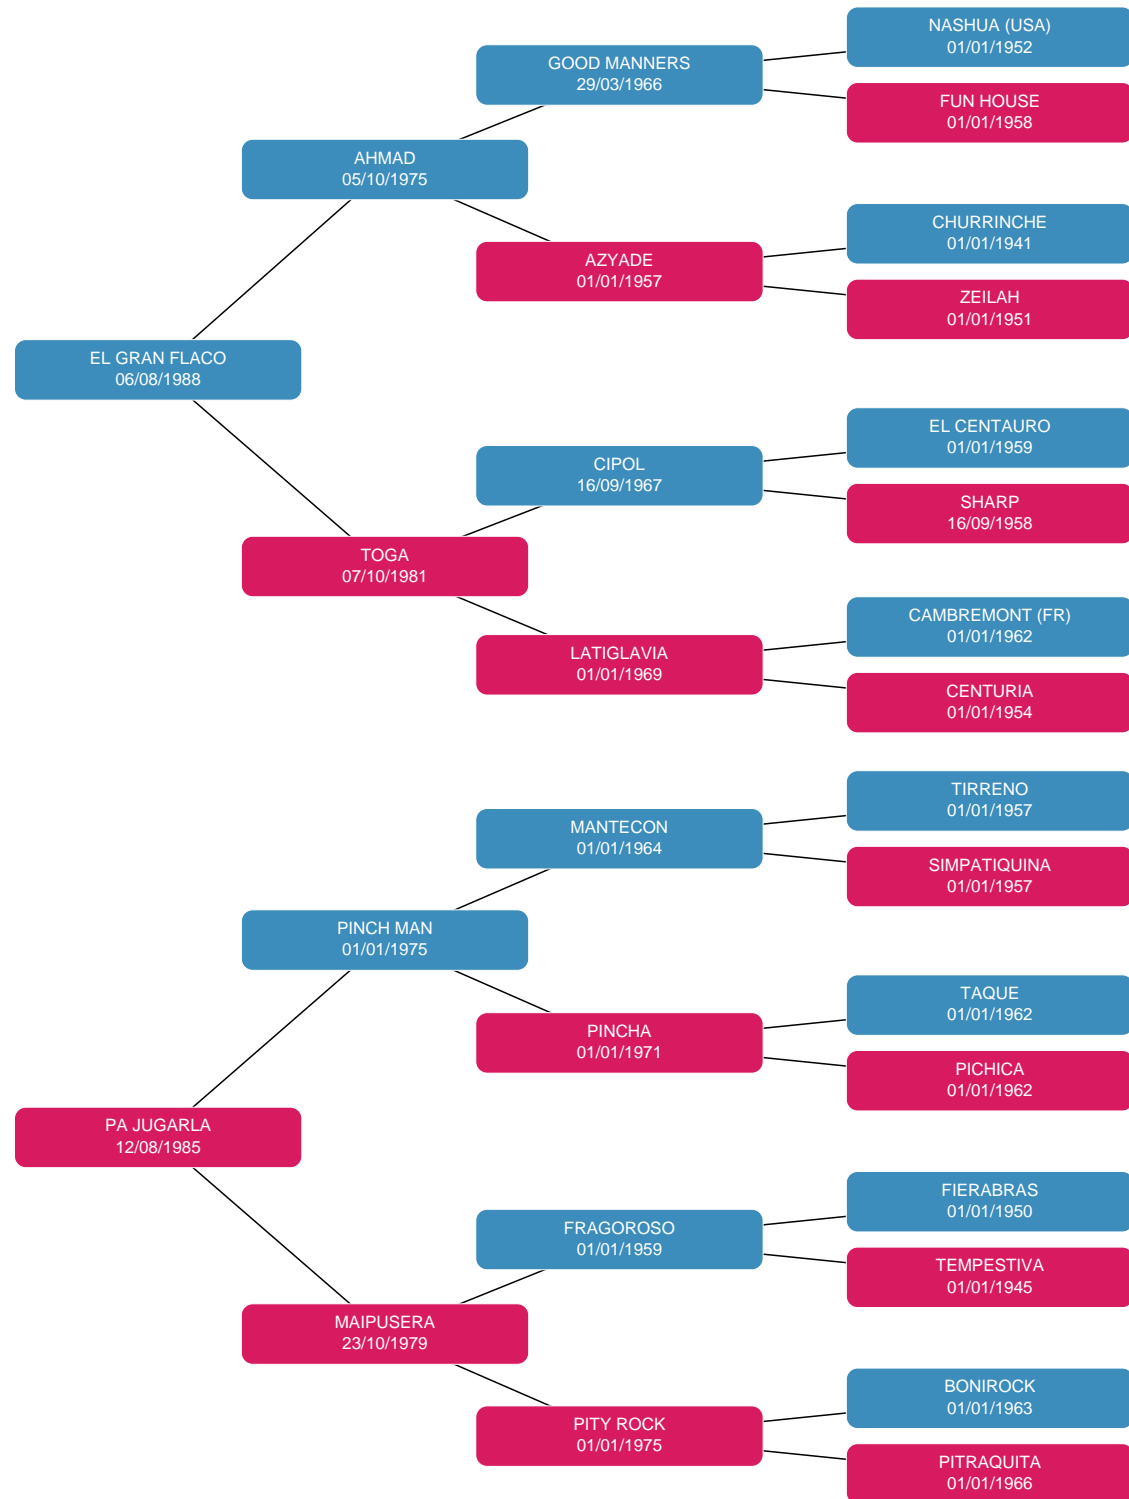 NASHUA (USA)
01/01/1952
GOOD MANNERS
29/03/1966
FUN HOUSE
01/01/1958
AHMAD
05/10/1975
CHURRINCHE
01/01/1941
AZYADE
01/01/1957
ZEILAH
01/01/1951
EL GRAN FLACO
06/08/1988
EL CENTAURO
01/01/1959
CIPOL
16/09/1967
SHARP
16/09/1958
TOGA
07/10/1981
CAMBREMONT (FR)
01/01/1962
LATIGLAVIA
01/01/1969
CENTURIA
01/01/1954
TIRRENO
01/01/1957
MANTECON
01/01/1964
SIMPATIQUINA
01/01/1957
PINCH MAN
01/01/1975
TAQUE
01/01/1962
PINCHA
01/01/1971
PICHICA
01/01/1962
PA JUGARLA
12/08/1985
FIERABRAS
01/01/1950
FRAGOROSO
01/01/1959
TEMPESTIVA
01/01/1945
MAIPUSERA
23/10/1979
BONIROCK
01/01/1963
PITY ROCK
01/01/1975
PITRAQUITA
01/01/1966